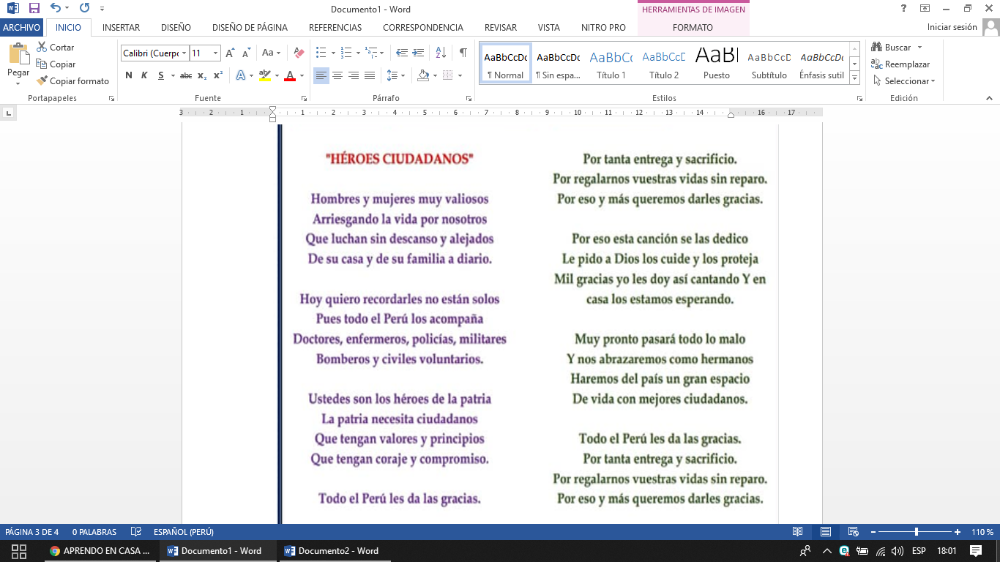 Documento1 - Word
HERRAMIENTAS DE IMAGEN
ARCHIVO INICIO INSERTAR DISEÑO DISEÑO DE PÁGINA REFERENCIAS CORRESPONDENCIA REVISAR VISTA NITRO PRO FORMATO Iniciar sesión
Pegar
Cortar
Copiar
Copiar formato
Portapapeles
Calibri (Cuerpo 11
N K S abc x₂ x²
Fuente
Párrafo
AaBbCcDc AaBbCcDc AaBbCc AaBbCcD AaBl AaBbCcD AaBbCcDc
¶ Normal ¶ Sin espa... Título 1 Título 2 Puesto Subtítulo Énfasis sutil
Estilos
Buscar
Reemplazar
Seleccionar
Edición
3 2 1 1 2 3 4 5 6 7 8 9 10 11 12 13 14 16 17
"HÉROES CIUDADANOS"
Hombres y mujeres muy valiosos
Arriesgando la vida por nosotros
Que luchan sin descanso y alejados
De su casa y de su familia a diario.
Hoy quiero recordarles no están solos
Pues todo el Perú los acompaña
Doctores, enfermeros, policías, militares
Bomberos y civiles voluntarios.
Ustedes son los héroes de la patria
La patria necesita ciudadanos
Que tengan valores y principios
Que tengan coraje y compromiso.
Todo el Perú les da las gracias.
Por tanta entrega y sacrificio.
Por regalarnos vuestras vidas sin reparo.
Por eso y más queremos darles gracias.
Por eso esta canción se las dedico
Le pido a Dios los cuide y los proteja
Mil gracias yo les doy así cantando Y en
casa los estamos esperando.
Muy pronto pasará todo lo malo
Y nos abrazaremos como hermanos
Haremos del país un gran espacio
De vida con mejores ciudadanos.
Todo el Perú les da las gracias.
Por tanta entrega y sacrificio.
Por regalarnos vuestras vidas sin reparo.
Por eso y más queremos darles gracias.
PÁGINA 3 DE 4 0 PALABRAS ESPAÑOL (PERÚ) 110 %
APRENDO EN CASA ... Documento1 - Word Documento2 - Word ESP 18:01